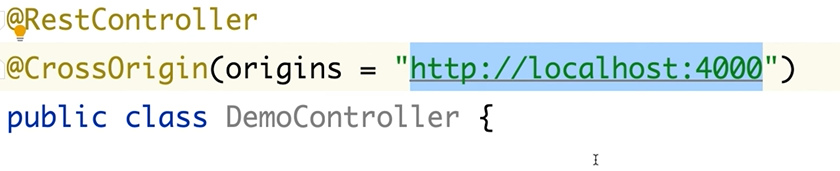 @RestController
@CrossOrigin(origins = "http://localhost:4000")
public class DemoController {